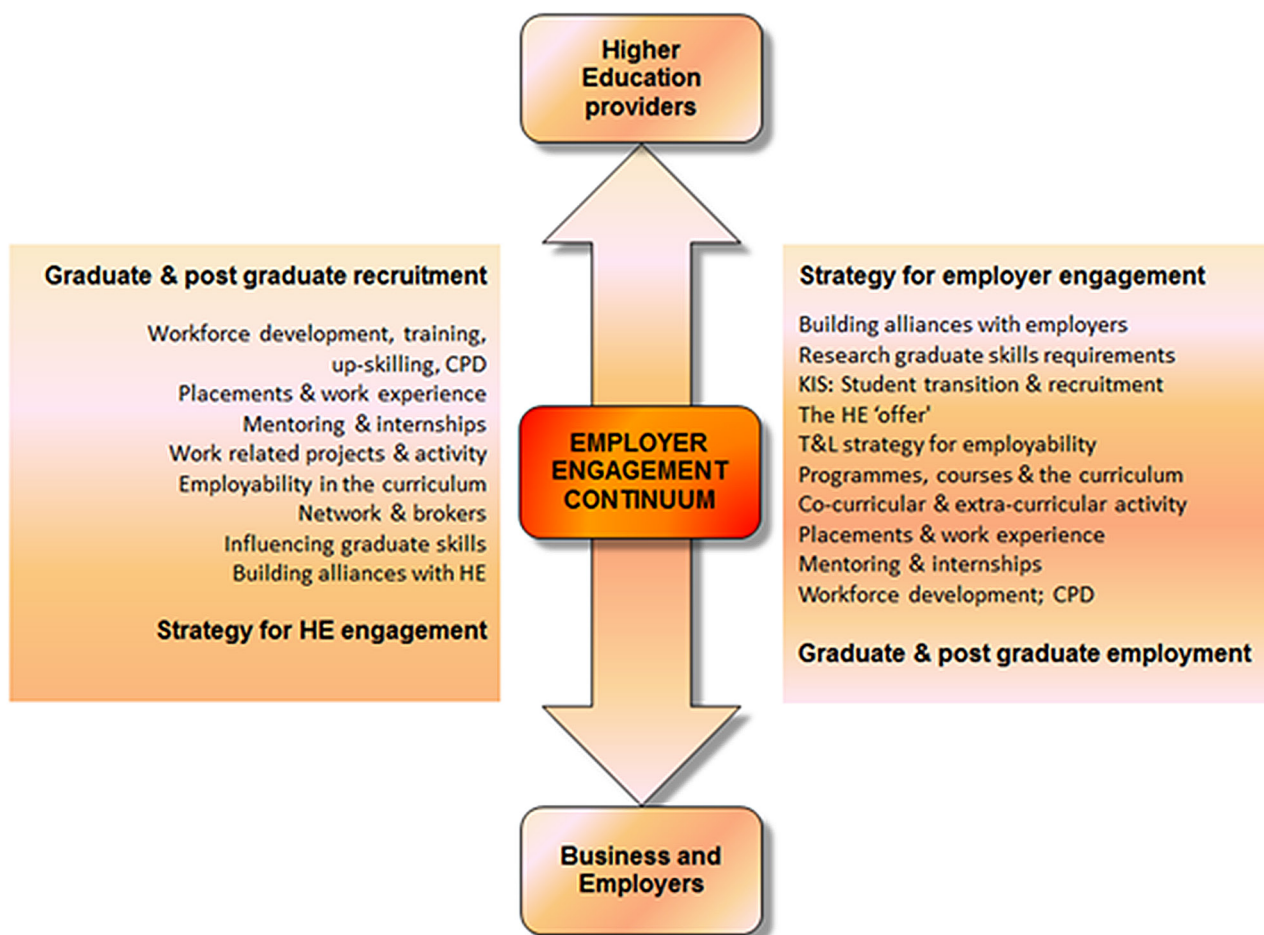 Higher
Education
providers
Graduate & post graduate recruitment
Workforce development, training,
up-skilling, CPD
Placements & work experience
Mentoring & internships
Work related projects & activity
Employability in the curriculum
Network & brokers
Influencing graduate skills
Building alliances with HE
Strategy for HE engagement
EMPLOYER
ENGAGEMENT
CONTINUUM
Strategy for employer engagement
Building alliances with employers
Research graduate skills requirements
KIS: Student transition & recruitment
The HE ‘offer'
T&L strategy for employability
Programmes, courses & the curriculum
Co-curricular & extra-curricular activity
Placements & work experience
Mentoring & internships
Workforce development; CPD
Graduate & post graduate employment
Business and
Employers